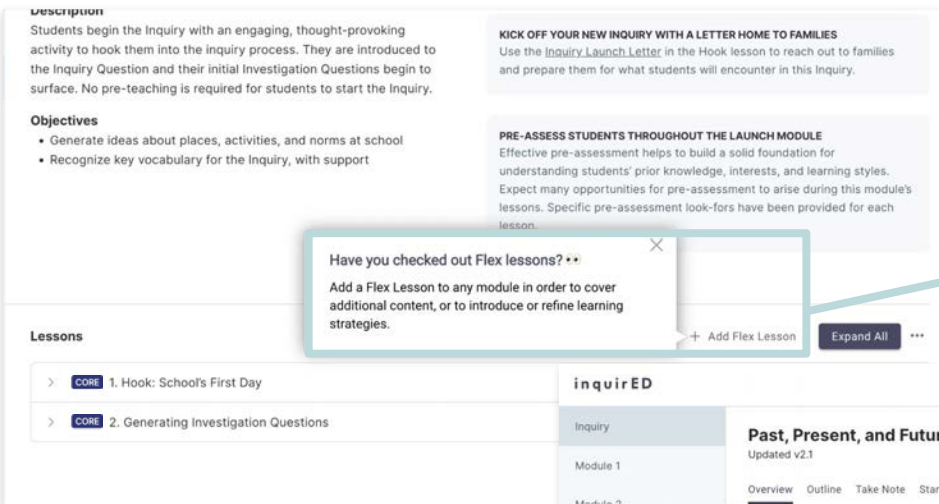 Description
Students begin the Inquiry with an engaging, thought-provoking
activity to hook them into the inquiry process. They are introduced to
the Inquiry Question and their initial Investigation Questions begin to
surface. No pre-teaching is required for students to start the Inquiry.
Objectives
• Generate ideas about places, activities, and norms at school
• Recognize key vocabulary for the Inquiry, with support
KICK OFF YOUR NEW INQUIRY WITH A LETTER HOME TO FAMILIES
Use the Inquiry Launch Letter in the Hook lesson to reach out to families
and prepare them for what students will encounter in this Inquiry.
PRE-ASSESS STUDENTS THROUGHOUT THE LAUNCH MODULE
Effective pre-assessment helps to build a solid foundation for
understanding students' prior knowledge, interests, and learning styles.
Expect many opportunities for pre-assessment to arise during this module's
lessons. Specific pre-assessment look-fors have been provided for each
lesson.
Have you checked out Flex lessons? 👀
Add a Flex Lesson to any module in order to cover
additional content, or to introduce or refine learning
strategies.
Lessons
+ Add Flex Lesson
Expand All
CORE 1. Hook: School's First Day
CORE 2. Generating Investigation Questions
inquirED
Inquiry
Module 1
Module 2
Past, Present, and Futur
Updated v2.1
Overview Outline Take Note Star